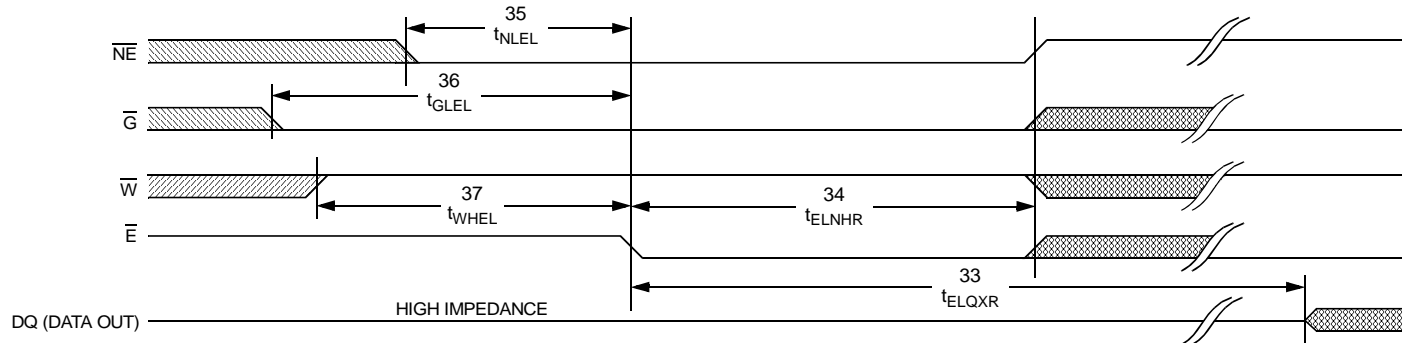 35
tNLEL
NE
36
tGLEL
G
W
37
tWHEL
34
tELNHR
E
33
tELQXR
HIGH IMPEDANCE
DQ (DATA OUT)